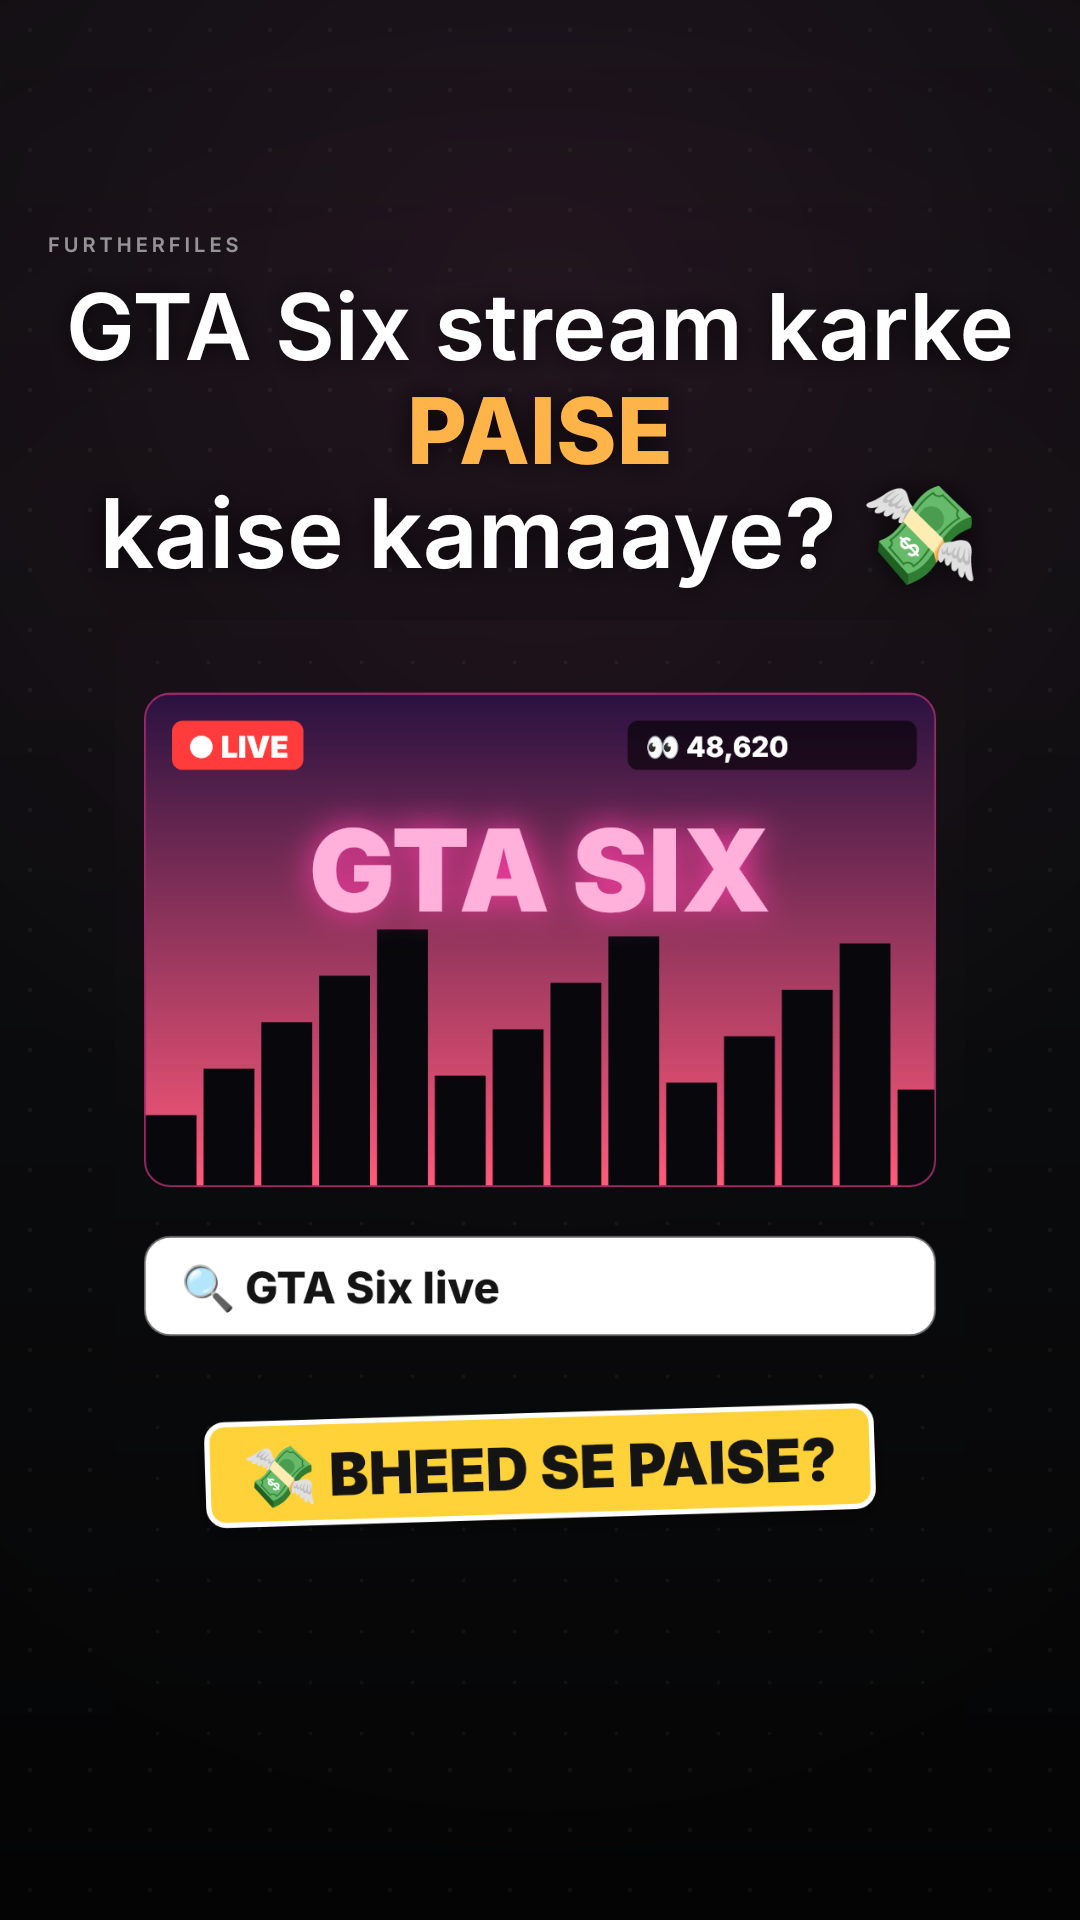 FURTHERFILES
GTA Six stream karke
PAISE
kaise kamaaye? 💸
LIVE
👀 48,620
GTA SIX
🔍 GTA Six live
💸 BHEED SE PAISE?